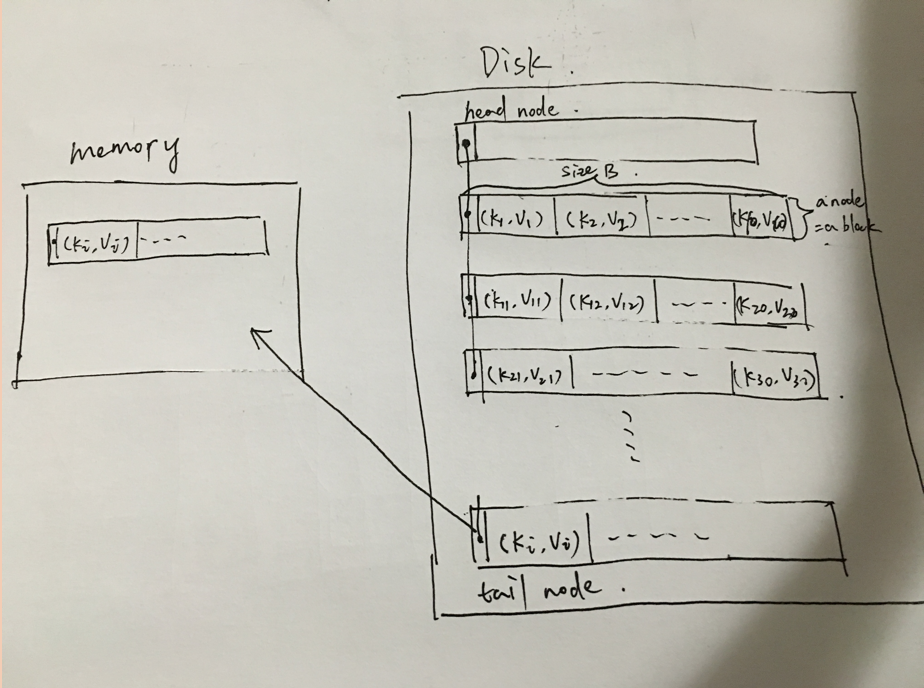 Disk.
head node.
memory
size B.
(K1,V1) (K2,V2) ---- (K10,V10)
a node
=a block
(Ki,Vi) ----
(K11,V11) (K12,V12) ---- (K20,V20)
(K21,V21) ------ (K30,V30)
(Ki,Vi) -----
tail node.